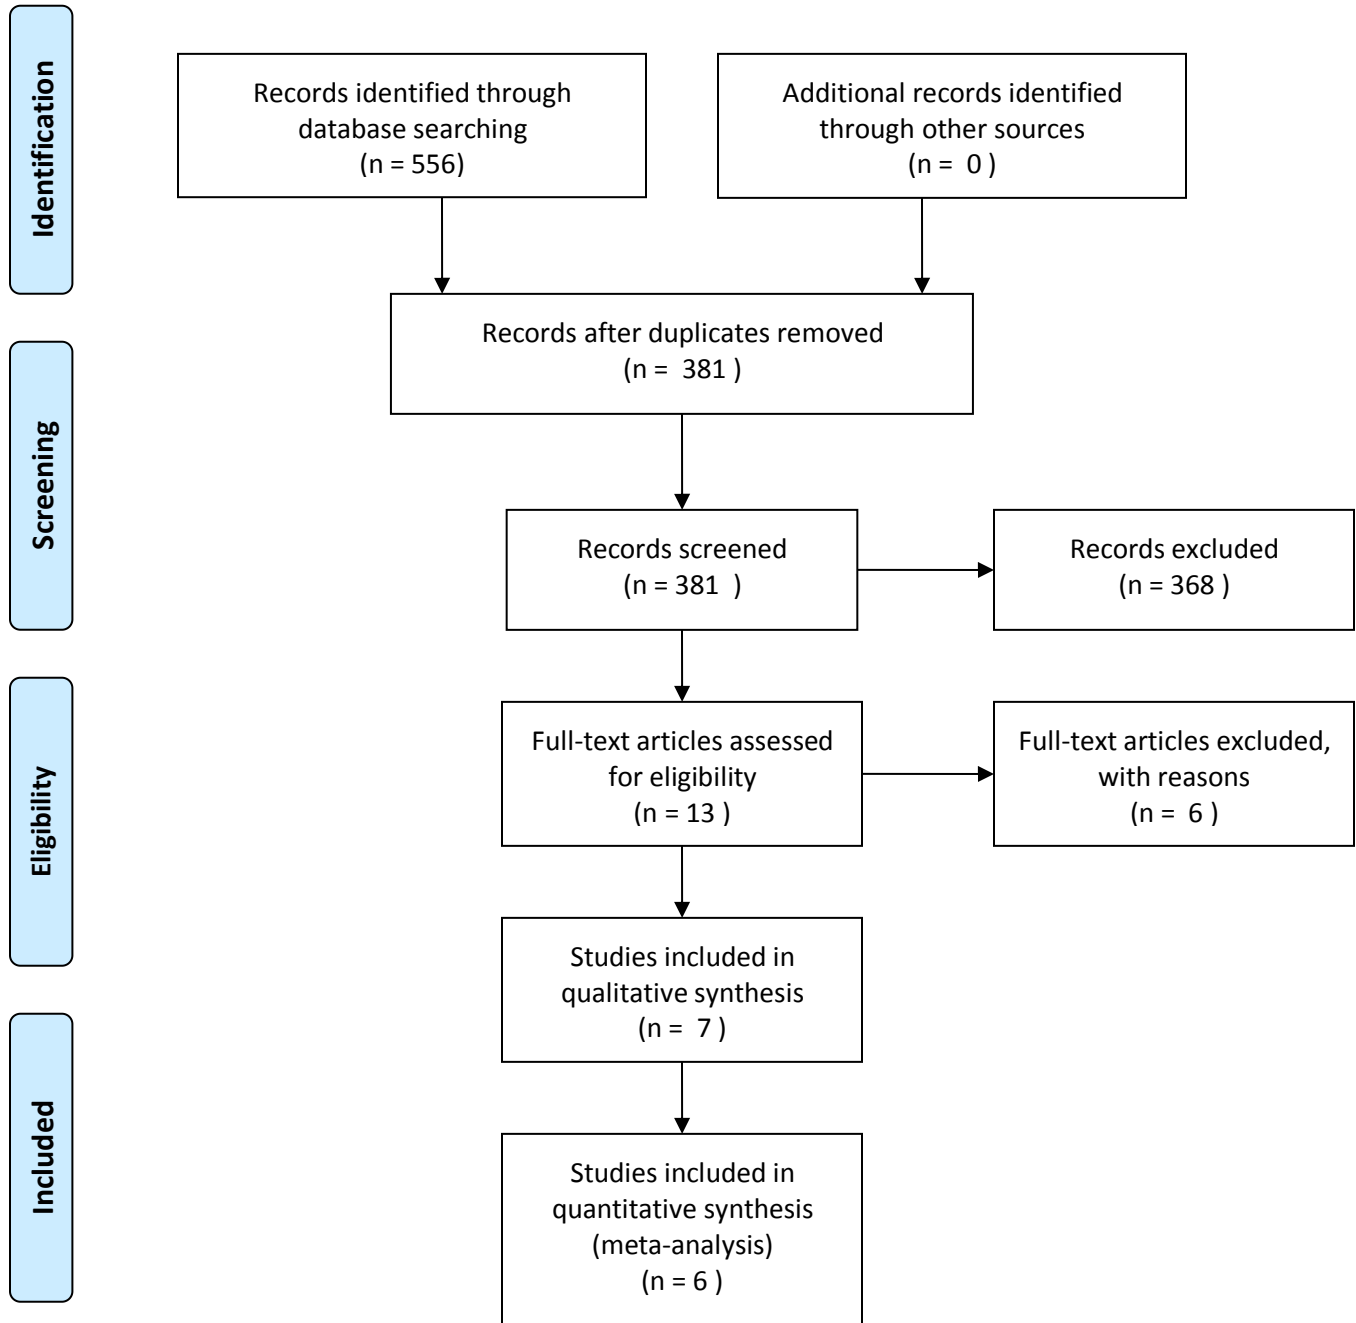 Identification
Records identified through
database searching
(n = 556)
Additional records identified
through other sources
(n =  0 )
Records after duplicates removed
(n =  381 )
Screening
Records screened
(n = 381  )
Records excluded
(n = 368 )
Eligibility
Full-text articles assessed
for eligibility
(n = 13 )
Full-text articles excluded,
with reasons
(n =  6 )
Studies included in
qualitative synthesis
(n =  7 )
Included
Studies included in
quantitative synthesis
(meta-analysis)
(n = 6 )